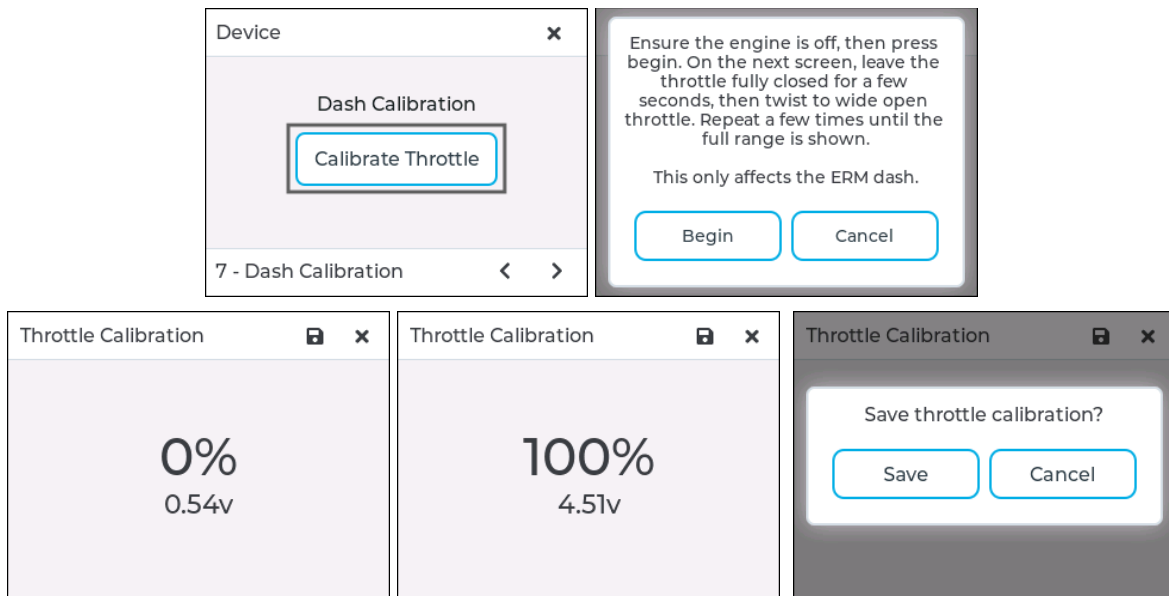 Device
Dash Calibration
Calibrate Throttle
7 - Dash Calibration
Ensure the engine is off, then press
begin. On the next screen, leave the
throttle fully closed for a few
seconds, then twist to wide open
throttle. Repeat a few times until the
full range is shown.
This only affects the ERM dash.
Begin
Cancel
Throttle Calibration
0%
0.54v
Throttle Calibration
100%
4.51v
Throttle Calibration
Save throttle calibration?
Save
Cancel